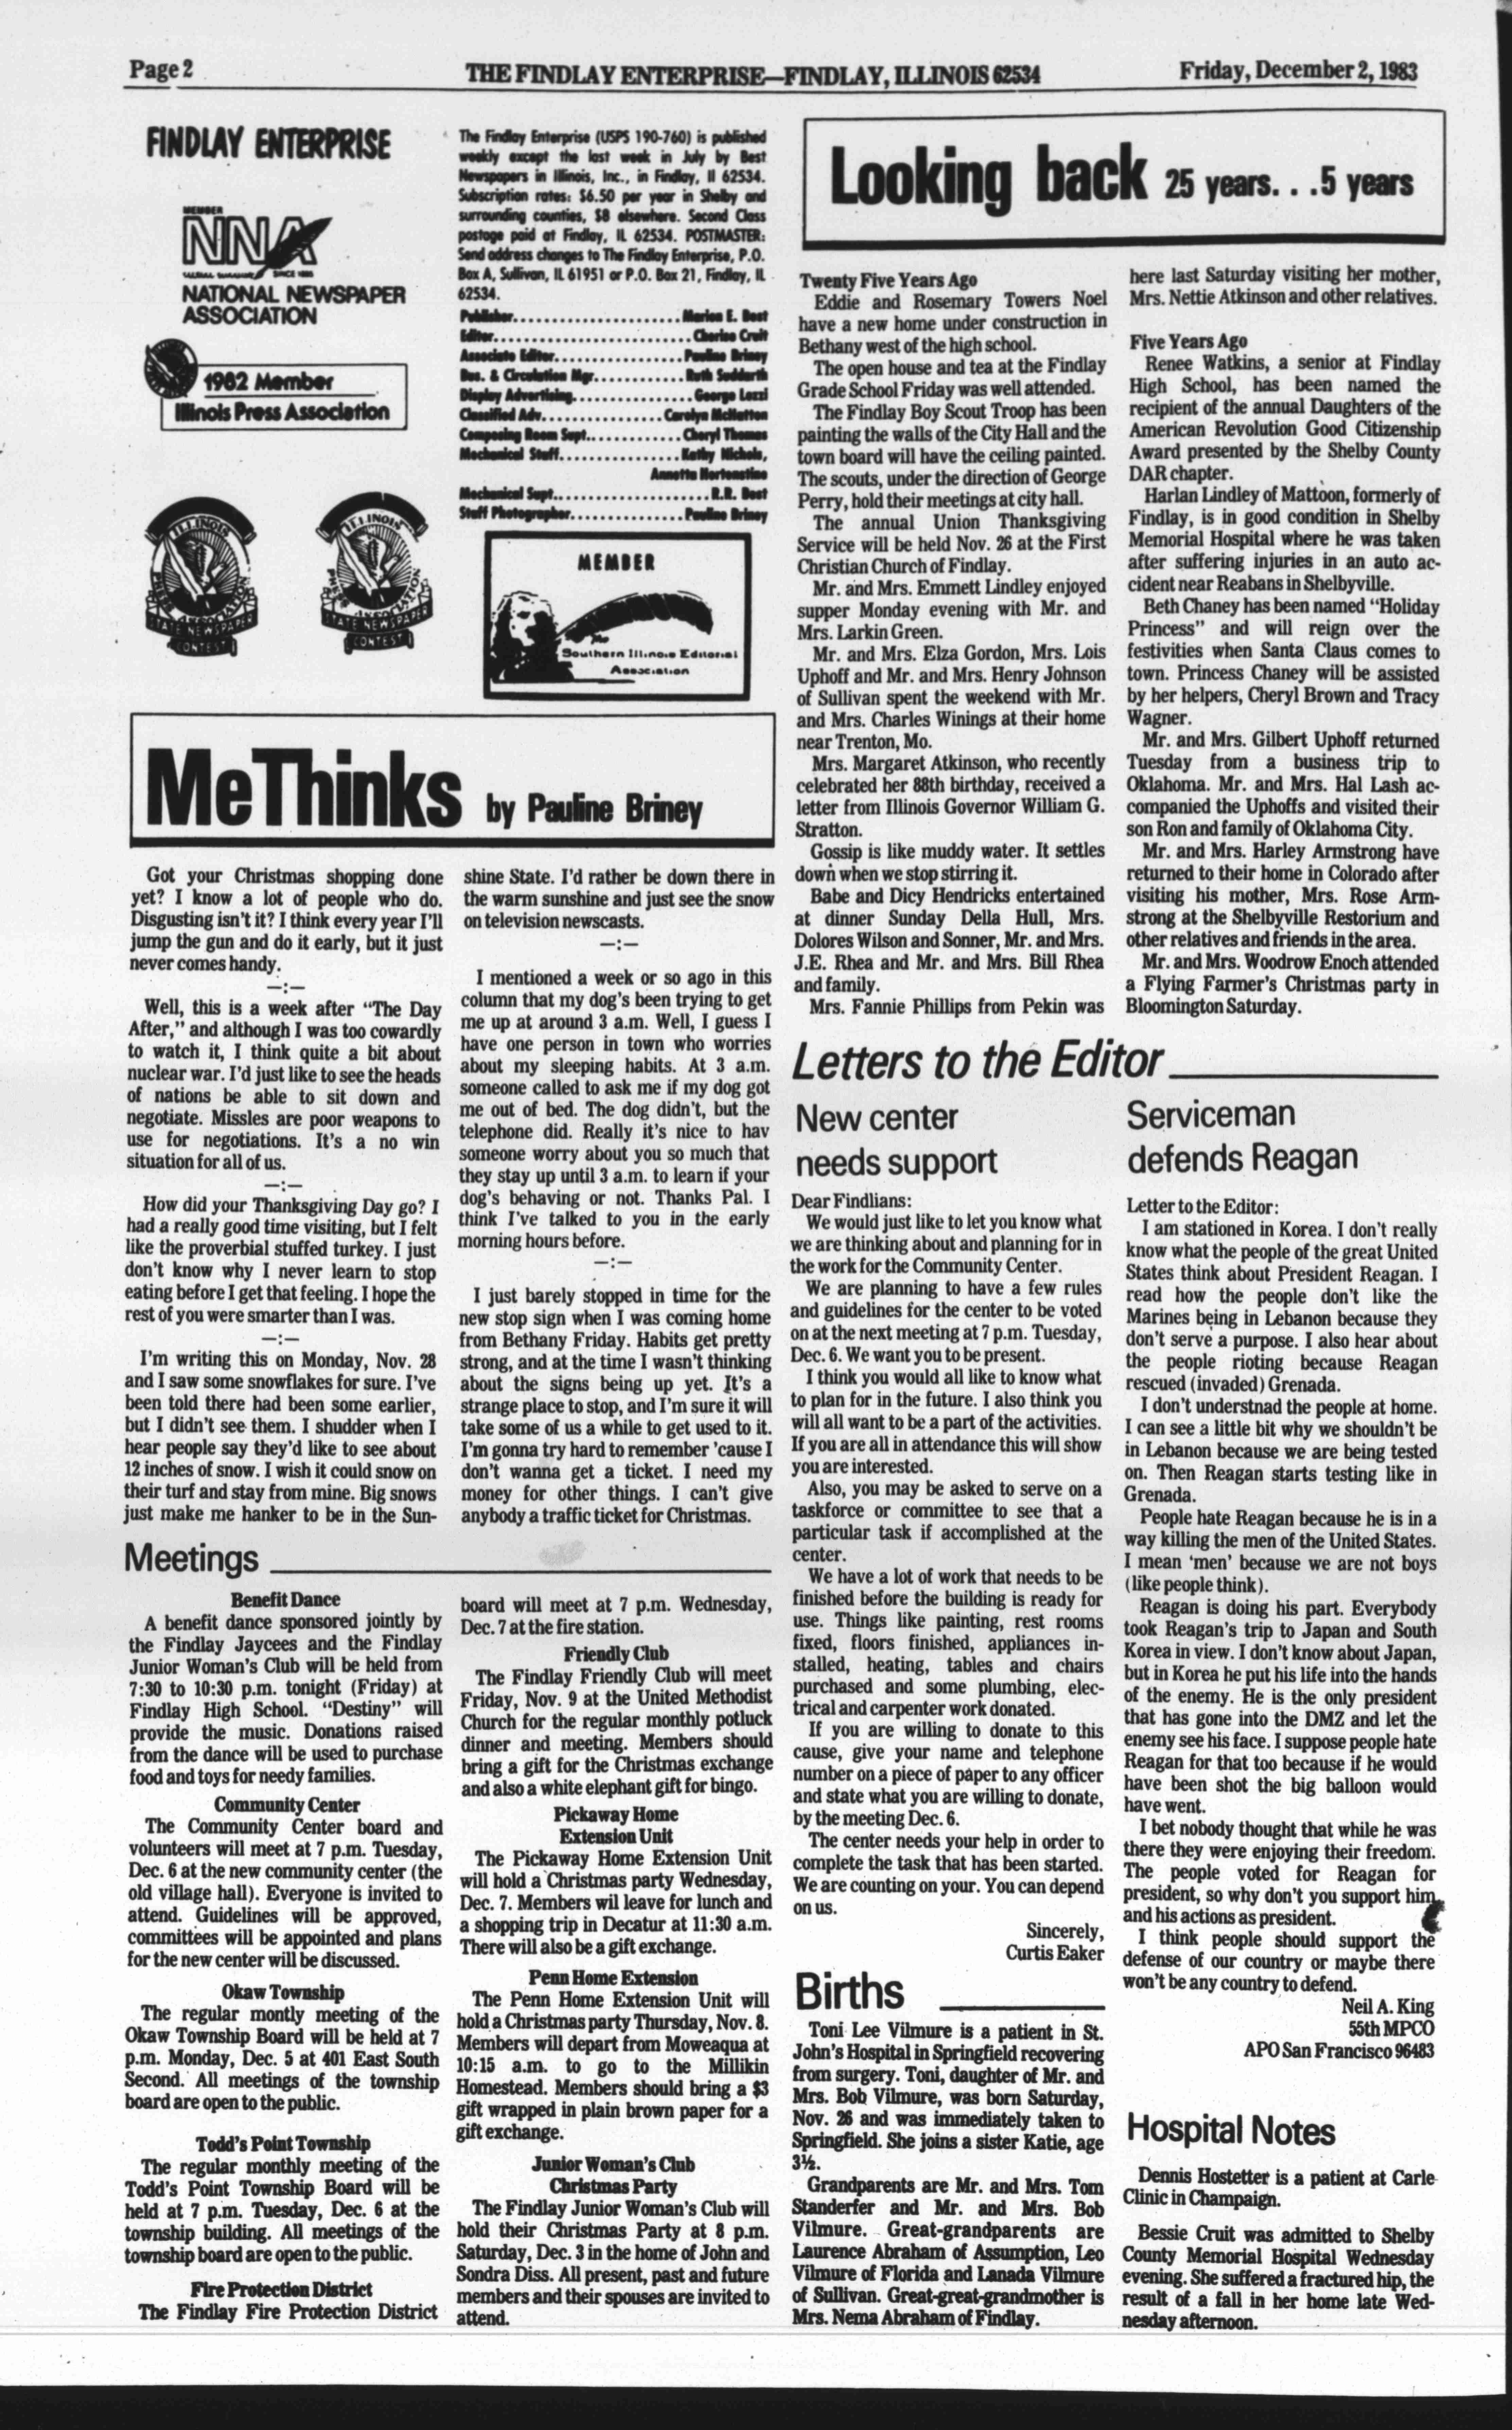 Page 2
THE FINDLAY ENTERPRISE—FINDLAY, ILLINOIS 62534
Friday, December 2, 1983
FINDLAY ENTERPRISE
MEMBER
NNA
SINCE 1885
NATIONAL NEWSPAPER
ASSOCIATION
1982 Member
Illinois Press Association
ILLINOIS
PRESS ASSOCIATION
STATE NEWSPAPER
CONTEST
ILLINOIS
PRESS ASSOCIATION
STATE NEWSPAPER
CONTEST
The Findlay Enterprise (USPS 190-760) is published
weekly except the last week in July by Best
Newspapers in Illinois, Inc., in Findlay, Il 62534.
Subscription rates: $6.50 per year in Shelby and
surrounding counties, $8 elsewhere. Second Class
postage paid at Findlay, IL 62534. POSTMASTER:
Send address changes to The Findlay Enterprise, P.O.
Box A, Sullivan, IL 61951 or P.O. Box 21, Findlay, IL
62534.
Publisher.....................Marion E. Best
Editor.........................Cherise Cruit
Associate Editor................Pauline Briney
Bus. & Circulation Mgr............Ruth Suddarth
Display Advertising................George Lozzi
Classified Adv................Carolyn McHatton
Composing Room Supt.............Cheryl Thomas
Mechanical Staff................Kathy Nichols,
Annetta Hortenstine
Mechanical Supt.....................R.R. Best
Staff Photographer...............Pauline Briney
MEMBER
The
Southern Illinois Editorial
Association
MeThinks by Pauline Briney
Got your Christmas shopping done
yet? I know a lot of people who do.
Disgusting isn't it? I think every year I'll
jump the gun and do it early, but it just
never comes handy.
—:—
Well, this is a week after "The Day
After," and although I was too cowardly
to watch it, I think quite a bit about
nuclear war. I'd just like to see the heads
of nations be able to sit down and
negotiate. Missles are poor weapons to
use for negotiations. It's a no win
situation for all of us.
—:—
How did your Thanksgiving Day go? I
had a really good time visiting, but I felt
like the proverbial stuffed turkey. I just
don't know why I never learn to stop
eating before I get that feeling. I hope the
rest of you were smarter than I was.
—:—
I'm writing this on Monday, Nov. 28
and I saw some snowflakes for sure. I've
been told there had been some earlier,
but I didn't see them. I shudder when I
hear people say they'd like to see about
12 inches of snow. I wish it could snow on
their turf and stay from mine. Big snows
just make me hanker to be in the Sun-
shine State. I'd rather be down there in
the warm sunshine and just see the snow
on television newscasts.
—:—
I mentioned a week or so ago in this
column that my dog's been trying to get
me up at around 3 a.m. Well, I guess I
have one person in town who worries
about my sleeping habits. At 3 a.m.
someone called to ask me if my dog got
me out of bed. The dog didn't, but the
telephone did. Really it's nice to hav
someone worry about you so much that
they stay up until 3 a.m. to learn if your
dog's behaving or not. Thanks Pal. I
think I've talked to you in the early
morning hours before.
—:—
I just barely stopped in time for the
new stop sign when I was coming home
from Bethany Friday. Habits get pretty
strong, and at the time I wasn't thinking
about the signs being up yet. It's a
strange place to stop, and I'm sure it will
take some of us a while to get used to it.
I'm gonna try hard to remember 'cause I
don't wanna get a ticket. I need my
money for other things. I can't give
anybody a traffic ticket for Christmas.
Meetings
Benefit Dance
A benefit dance sponsored jointly by
the Findlay Jaycees and the Findlay
Junior Woman's Club will be held from
7:30 to 10:30 p.m. tonight (Friday) at
Findlay High School. "Destiny" will
provide the music. Donations raised
from the dance will be used to purchase
food and toys for needy families.
Community Center
The Community Center board and
volunteers will meet at 7 p.m. Tuesday,
Dec. 6 at the new community center (the
old village hall). Everyone is invited to
attend. Guidelines will be approved,
committees will be appointed and plans
for the new center will be discussed.
Okaw Township
The regular montly meeting of the
Okaw Township Board will be held at 7
p.m. Monday, Dec. 5 at 401 East South
Second. All meetings of the township
board are open to the public.
Todd's Point Township
The regular monthly meeting of the
Todd's Point Township Board will be
held at 7 p.m. Tuesday, Dec. 6 at the
township building. All meetings of the
township board are open to the public.
Fire Protection District
The Findlay Fire Protection District
board will meet at 7 p.m. Wednesday,
Dec. 7 at the fire station.
Friendly Club
The Findlay Friendly Club will meet
Friday, Nov. 9 at the United Methodist
Church for the regular monthly potluck
dinner and meeting. Members should
bring a gift for the Christmas exchange
and also a white elephant gift for bingo.
Pickaway Home
Extension Unit
The Pickaway Home Extension Unit
will hold a Christmas party Wednesday,
Dec. 7. Members wil leave for lunch and
a shopping trip in Decatur at 11:30 a.m.
There will also be a gift exchange.
Penn Home Extension
The Penn Home Extension Unit will
hold a Christmas party Thursday, Nov. 8.
Members will depart from Moweaqua at
10:15 a.m. to go to the Millikin
Homestead. Members should bring a $3
gift wrapped in plain brown paper for a
gift exchange.
Junior Woman's Club
Christmas Party
The Findlay Junior Woman's Club will
hold their Christmas Party at 8 p.m.
Saturday, Dec. 3 in the home of John and
Sondra Diss. All present, past and future
members and their spouses are invited to
attend.
Looking back 25 years. . .5 years
Twenty Five Years Ago
Eddie and Rosemary Towers Noel
have a new home under construction in
Bethany west of the high school.
The open house and tea at the Findlay
Grade School Friday was well attended.
The Findlay Boy Scout Troop has been
painting the walls of the City Hall and the
town board will have the ceiling painted.
The scouts, under the direction of George
Perry, hold their meetings at city hall.
The annual Union Thanksgiving
Service will be held Nov. 26 at the First
Christian Church of Findlay.
Mr. and Mrs. Emmett Lindley enjoyed
supper Monday evening with Mr. and
Mrs. Larkin Green.
Mr. and Mrs. Elza Gordon, Mrs. Lois
Uphoff and Mr. and Mrs. Henry Johnson
of Sullivan spent the weekend with Mr.
and Mrs. Charles Winings at their home
near Trenton, Mo.
Mrs. Margaret Atkinson, who recently
celebrated her 88th birthday, received a
letter from Illinois Governor William G.
Stratton.
Gossip is like muddy water. It settles
down when we stop stirring it.
Babe and Dicy Hendricks entertained
at dinner Sunday Della Hull, Mrs.
Dolores Wilson and Sonner, Mr. and Mrs.
J.E. Rhea and Mr. and Mrs. Bill Rhea
and family.
Mrs. Fannie Phillips from Pekin was
here last Saturday visiting her mother,
Mrs. Nettie Atkinson and other relatives.
Five Years Ago
Renee Watkins, a senior at Findlay
High School, has been named the
recipient of the annual Daughters of the
American Revolution Good Citizenship
Award presented by the Shelby County
DAR chapter.
Harlan Lindley of Mattoon, formerly of
Findlay, is in good condition in Shelby
Memorial Hospital where he was taken
after suffering injuries in an auto ac-
cident near Reabans in Shelbyville.
Beth Chaney has been named "Holiday
Princess" and will reign over the
festivities when Santa Claus comes to
town. Princess Chaney will be assisted
by her helpers, Cheryl Brown and Tracy
Wagner.
Mr. and Mrs. Gilbert Uphoff returned
Tuesday from a business trip to
Oklahoma. Mr. and Mrs. Hal Lash ac-
companied the Uphoffs and visited their
son Ron and family of Oklahoma City.
Mr. and Mrs. Harley Armstrong have
returned to their home in Colorado after
visiting his mother, Mrs. Rose Arm-
strong at the Shelbyville Restorium and
other relatives and friends in the area.
Mr. and Mrs. Woodrow Enoch attended
a Flying Farmer's Christmas party in
Bloomington Saturday.
Letters to the Editor
New center
needs support
Dear Findlians:
We would just like to let you know what
we are thinking about and planning for in
the work for the Community Center.
We are planning to have a few rules
and guidelines for the center to be voted
on at the next meeting at 7 p.m. Tuesday,
Dec. 6. We want you to be present.
I think you would all like to know what
to plan for in the future. I also think you
will all want to be a part of the activities.
If you are all in attendance this will show
you are interested.
Also, you may be asked to serve on a
taskforce or committee to see that a
particular task if accomplished at the
center.
We have a lot of work that needs to be
finished before the building is ready for
use. Things like painting, rest rooms
fixed, floors finished, appliances in-
stalled, heating, tables and chairs
purchased and some plumbing, elec-
trical and carpenter work donated.
If you are willing to donate to this
cause, give your name and telephone
number on a piece of paper to any officer
and state what you are willing to donate,
by the meeting Dec. 6.
The center needs your help in order to
complete the task that has been started.
We are counting on your. You can depend
on us.
Sincerely,
Curtis Eaker
Births
Toni Lee Vilmure is a patient in St.
John's Hospital in Springfield recovering
from surgery. Toni, daughter of Mr. and
Mrs. Bob Vilmure, was born Saturday,
Nov. 26 and was immediately taken to
Springfield. She joins a sister Katie, age
3½.
Grandparents are Mr. and Mrs. Tom
Standerfer and Mr. and Mrs. Bob
Vilmure. Great-grandparents are
Laurence Abraham of Assumption, Leo
Vilmure of Florida and Lanada Vilmure
of Sullivan. Great-great-grandmother is
Mrs. Nema Abraham of Findlay.
Serviceman
defends Reagan
Letter to the Editor:
I am stationed in Korea. I don't really
know what the people of the great United
States think about President Reagan. I
read how the people don't like the
Marines being in Lebanon because they
don't serve a purpose. I also hear about
the people rioting because Reagan
rescued (invaded) Grenada.
I don't understnad the people at home.
I can see a little bit why we shouldn't be
in Lebanon because we are being tested
on. Then Reagan starts testing like in
Grenada.
People hate Reagan because he is in a
way killing the men of the United States.
I mean 'men' because we are not boys
(like people think).
Reagan is doing his part. Everybody
took Reagan's trip to Japan and South
Korea in view. I don't know about Japan,
but in Korea he put his life into the hands
of the enemy. He is the only president
that has gone into the DMZ and let the
enemy see his face. I suppose people hate
Reagan for that too because if he would
have been shot the big balloon would
have went.
I bet nobody thought that while he was
there they were enjoying their freedom.
The people voted for Reagan for
president, so why don't you support him
and his actions as president.
I think people should support the
defense of our country or maybe there
won't be any country to defend.
Neil A. King
55th MPCO
APO San Francisco 96483
Hospital Notes
Dennis Hostetter is a patient at Carle
Clinic in Champaign.
Bessie Cruit was admitted to Shelby
County Memorial Hospital Wednesday
evening. She suffered a fractured hip, the
result of a fall in her home late Wed-
nesday afternoon.